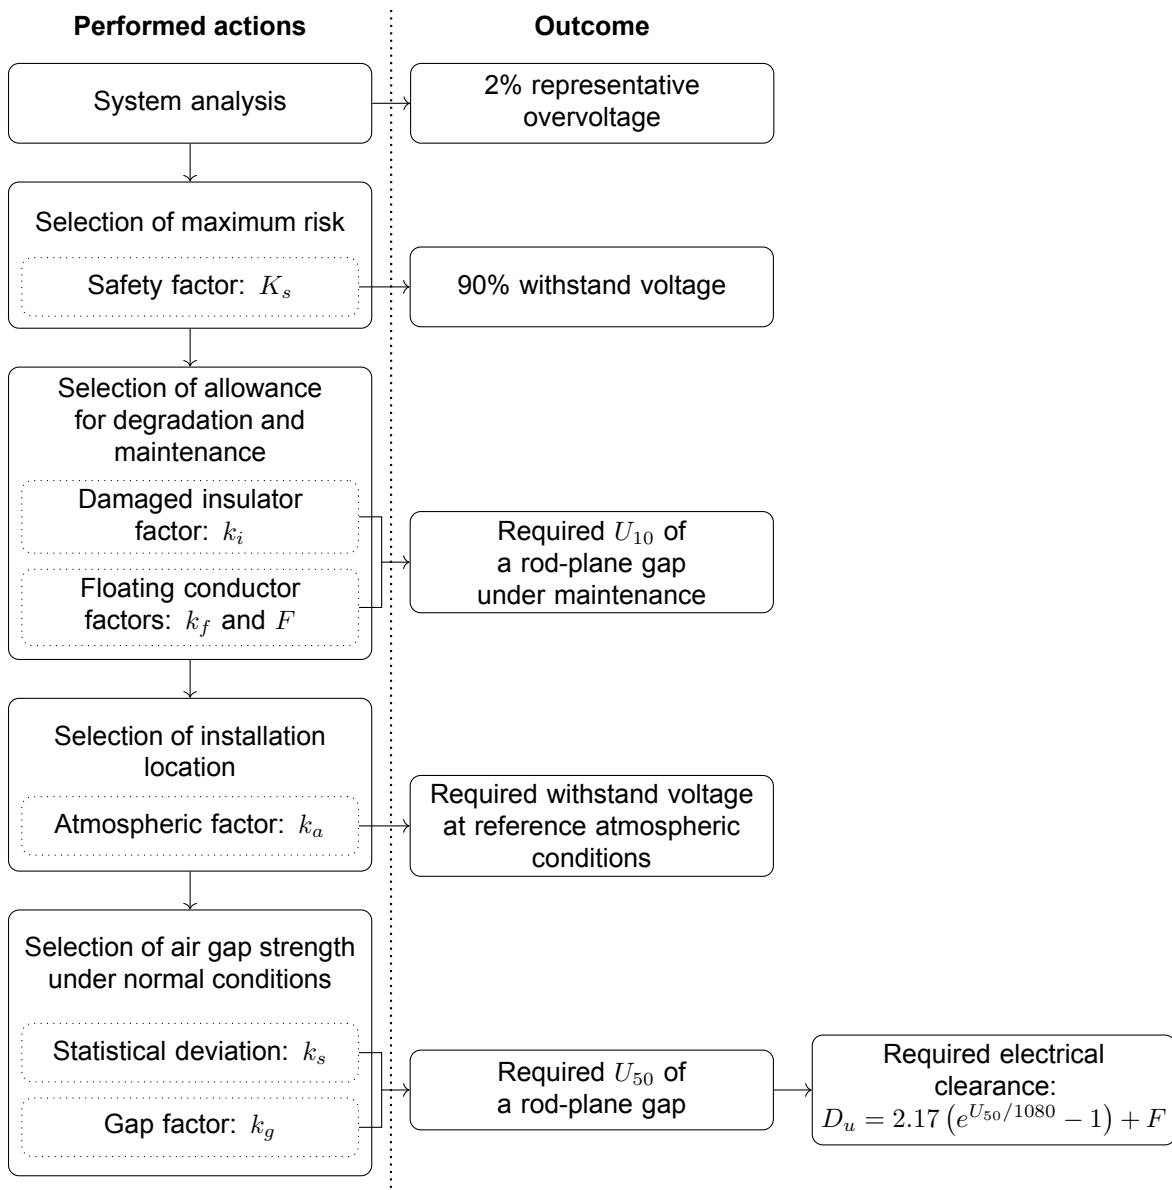 Performed actions
Outcome
System analysis
2% representative
overvoltage
Selection of maximum risk
Safety factor: K_s
90% withstand voltage
Selection of allowance
for degradation and
maintenance
Damaged insulator
factor: k_i
Floating conductor
factors: k_f and F
Required U_10 of
a rod-plane gap
under maintenance
Selection of installation
location
Atmospheric factor: k_a
Required withstand voltage
at reference atmospheric
conditions
Selection of air gap strength
under normal conditions
Statistical deviation: k_s
Gap factor: k_g
Required U_50 of
a rod-plane gap
Required electrical
clearance:
D_u = 2.17 (e^{U_50/1080} − 1) + F